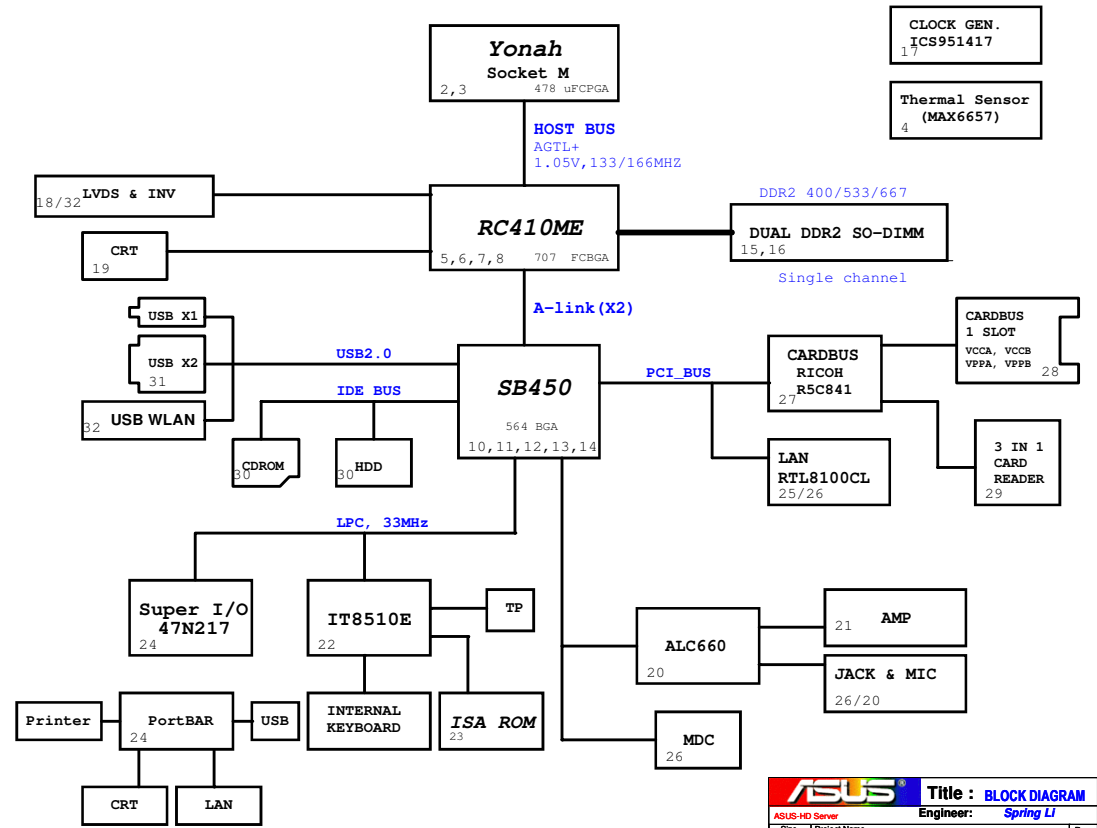 CLOCK GEN.
ICS951417
17
Yonah
Socket M
2,3 478 uFCPGA
Thermal Sensor
(MAX6657)
4
HOST BUS
AGTL+
1.05V,133/166MHZ
LVDS & INV
18/32
DDR2 400/533/667
RC410ME
5,6,7,8 707 FCBGA
DUAL DDR2 SO-DIMM
15,16
Single channel
CRT
19
A-link(X2)
USB X1
USB X2
31
USB2.0
USB WLAN
32
IDE BUS
SB450
564 BGA
10,11,12,13,14
PCI_BUS
CARDBUS
RICOH
R5C841
27
CARDBUS
1 SLOT
VCCA, VCCB
VPPA, VPPB
28
CDROM
30
HDD
30
LAN
RTL8100CL
25/26
3 IN 1
CARD
READER
29
LPC, 33MHz
Super I/O
47N217
24
IT8510E
22
TP
ALC660
20
AMP
21
JACK & MIC
26/20
Printer
PortBAR
24
USB
INTERNAL
KEYBOARD
ISA ROM
23
MDC
26
CRT
LAN
ASUS®
Title : BLOCK DIAGRAM
ASUS-HD Server
Engineer: Spring Li